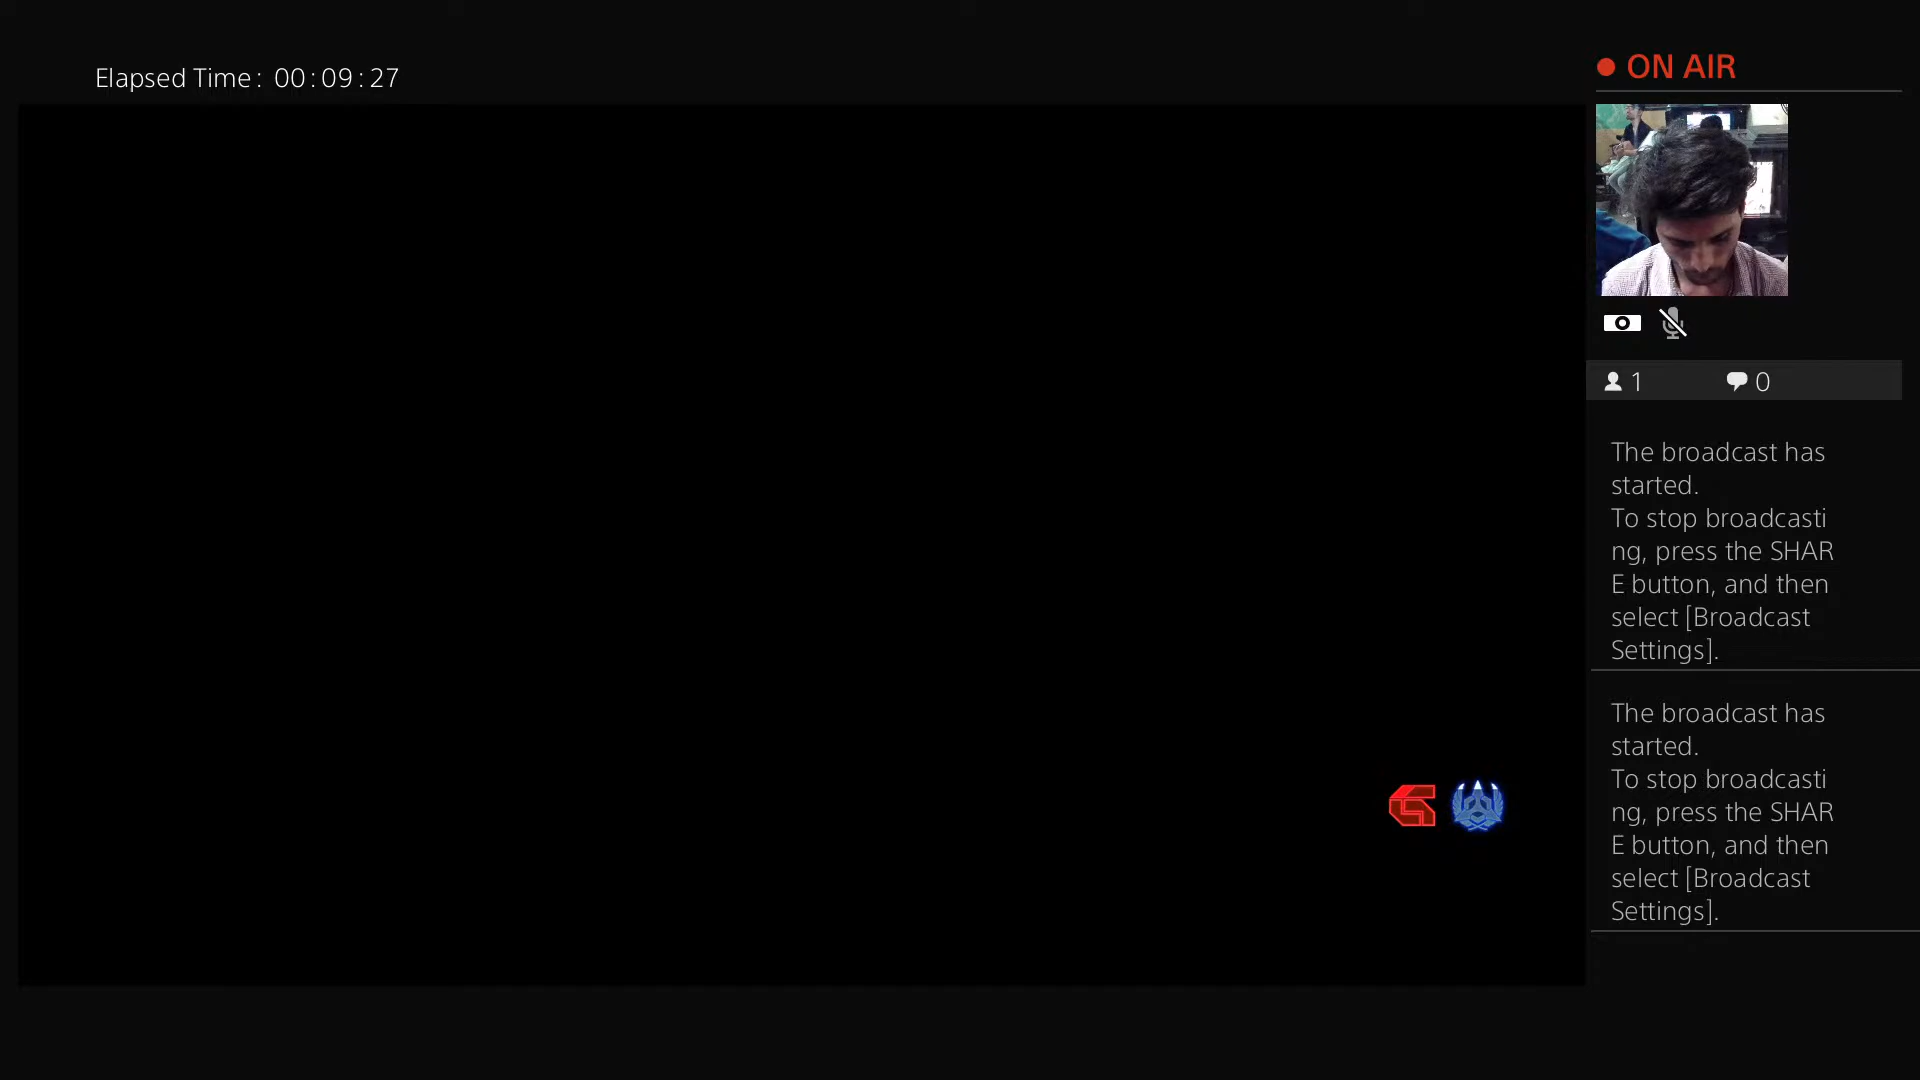 Elapsed Time: 00:09:27
ON AIR
1 0
The broadcast has
started.
To stop broadcasti
ng, press the SHAR
E button, and then
select [Broadcast
Settings].
The broadcast has
started.
To stop broadcasti
ng, press the SHAR
E button, and then
select [Broadcast
Settings].